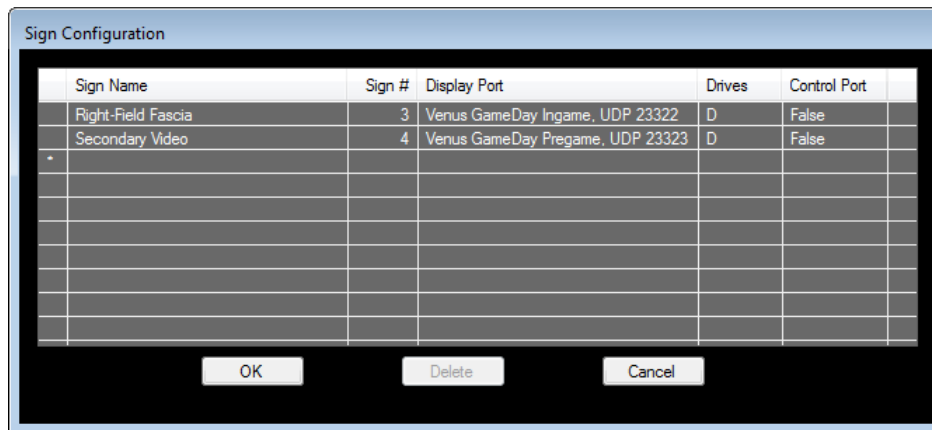 Sign Configuration
Sign Name Sign # Display Port Drives Control Port
Right-Field Fascia 3 Venus GameDay Ingame, UDP 23322 D False
Secondary Video 4 Venus GameDay Pregame, UDP 23323 D False
*
OK Delete Cancel